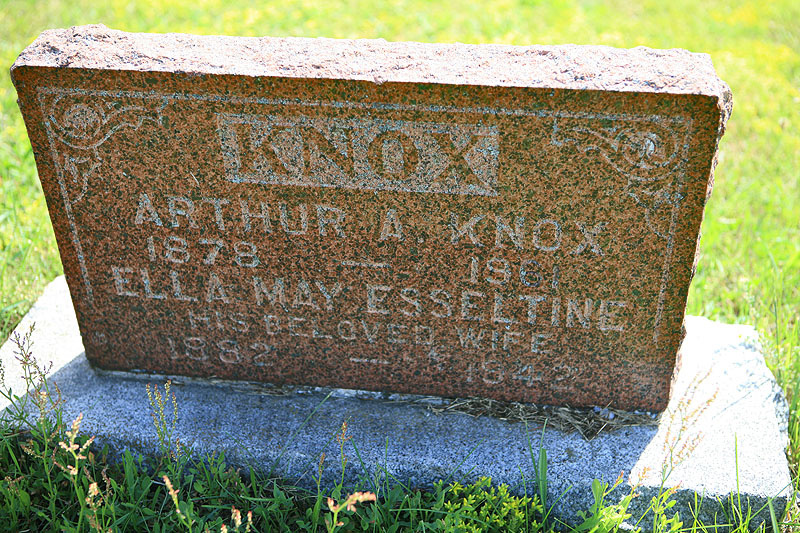 KNOX
ARTHUR A. KNOX
1878 — 1961
ELLA MAY ESSELTINE
HIS BELOVED WIFE
1882 — 1942